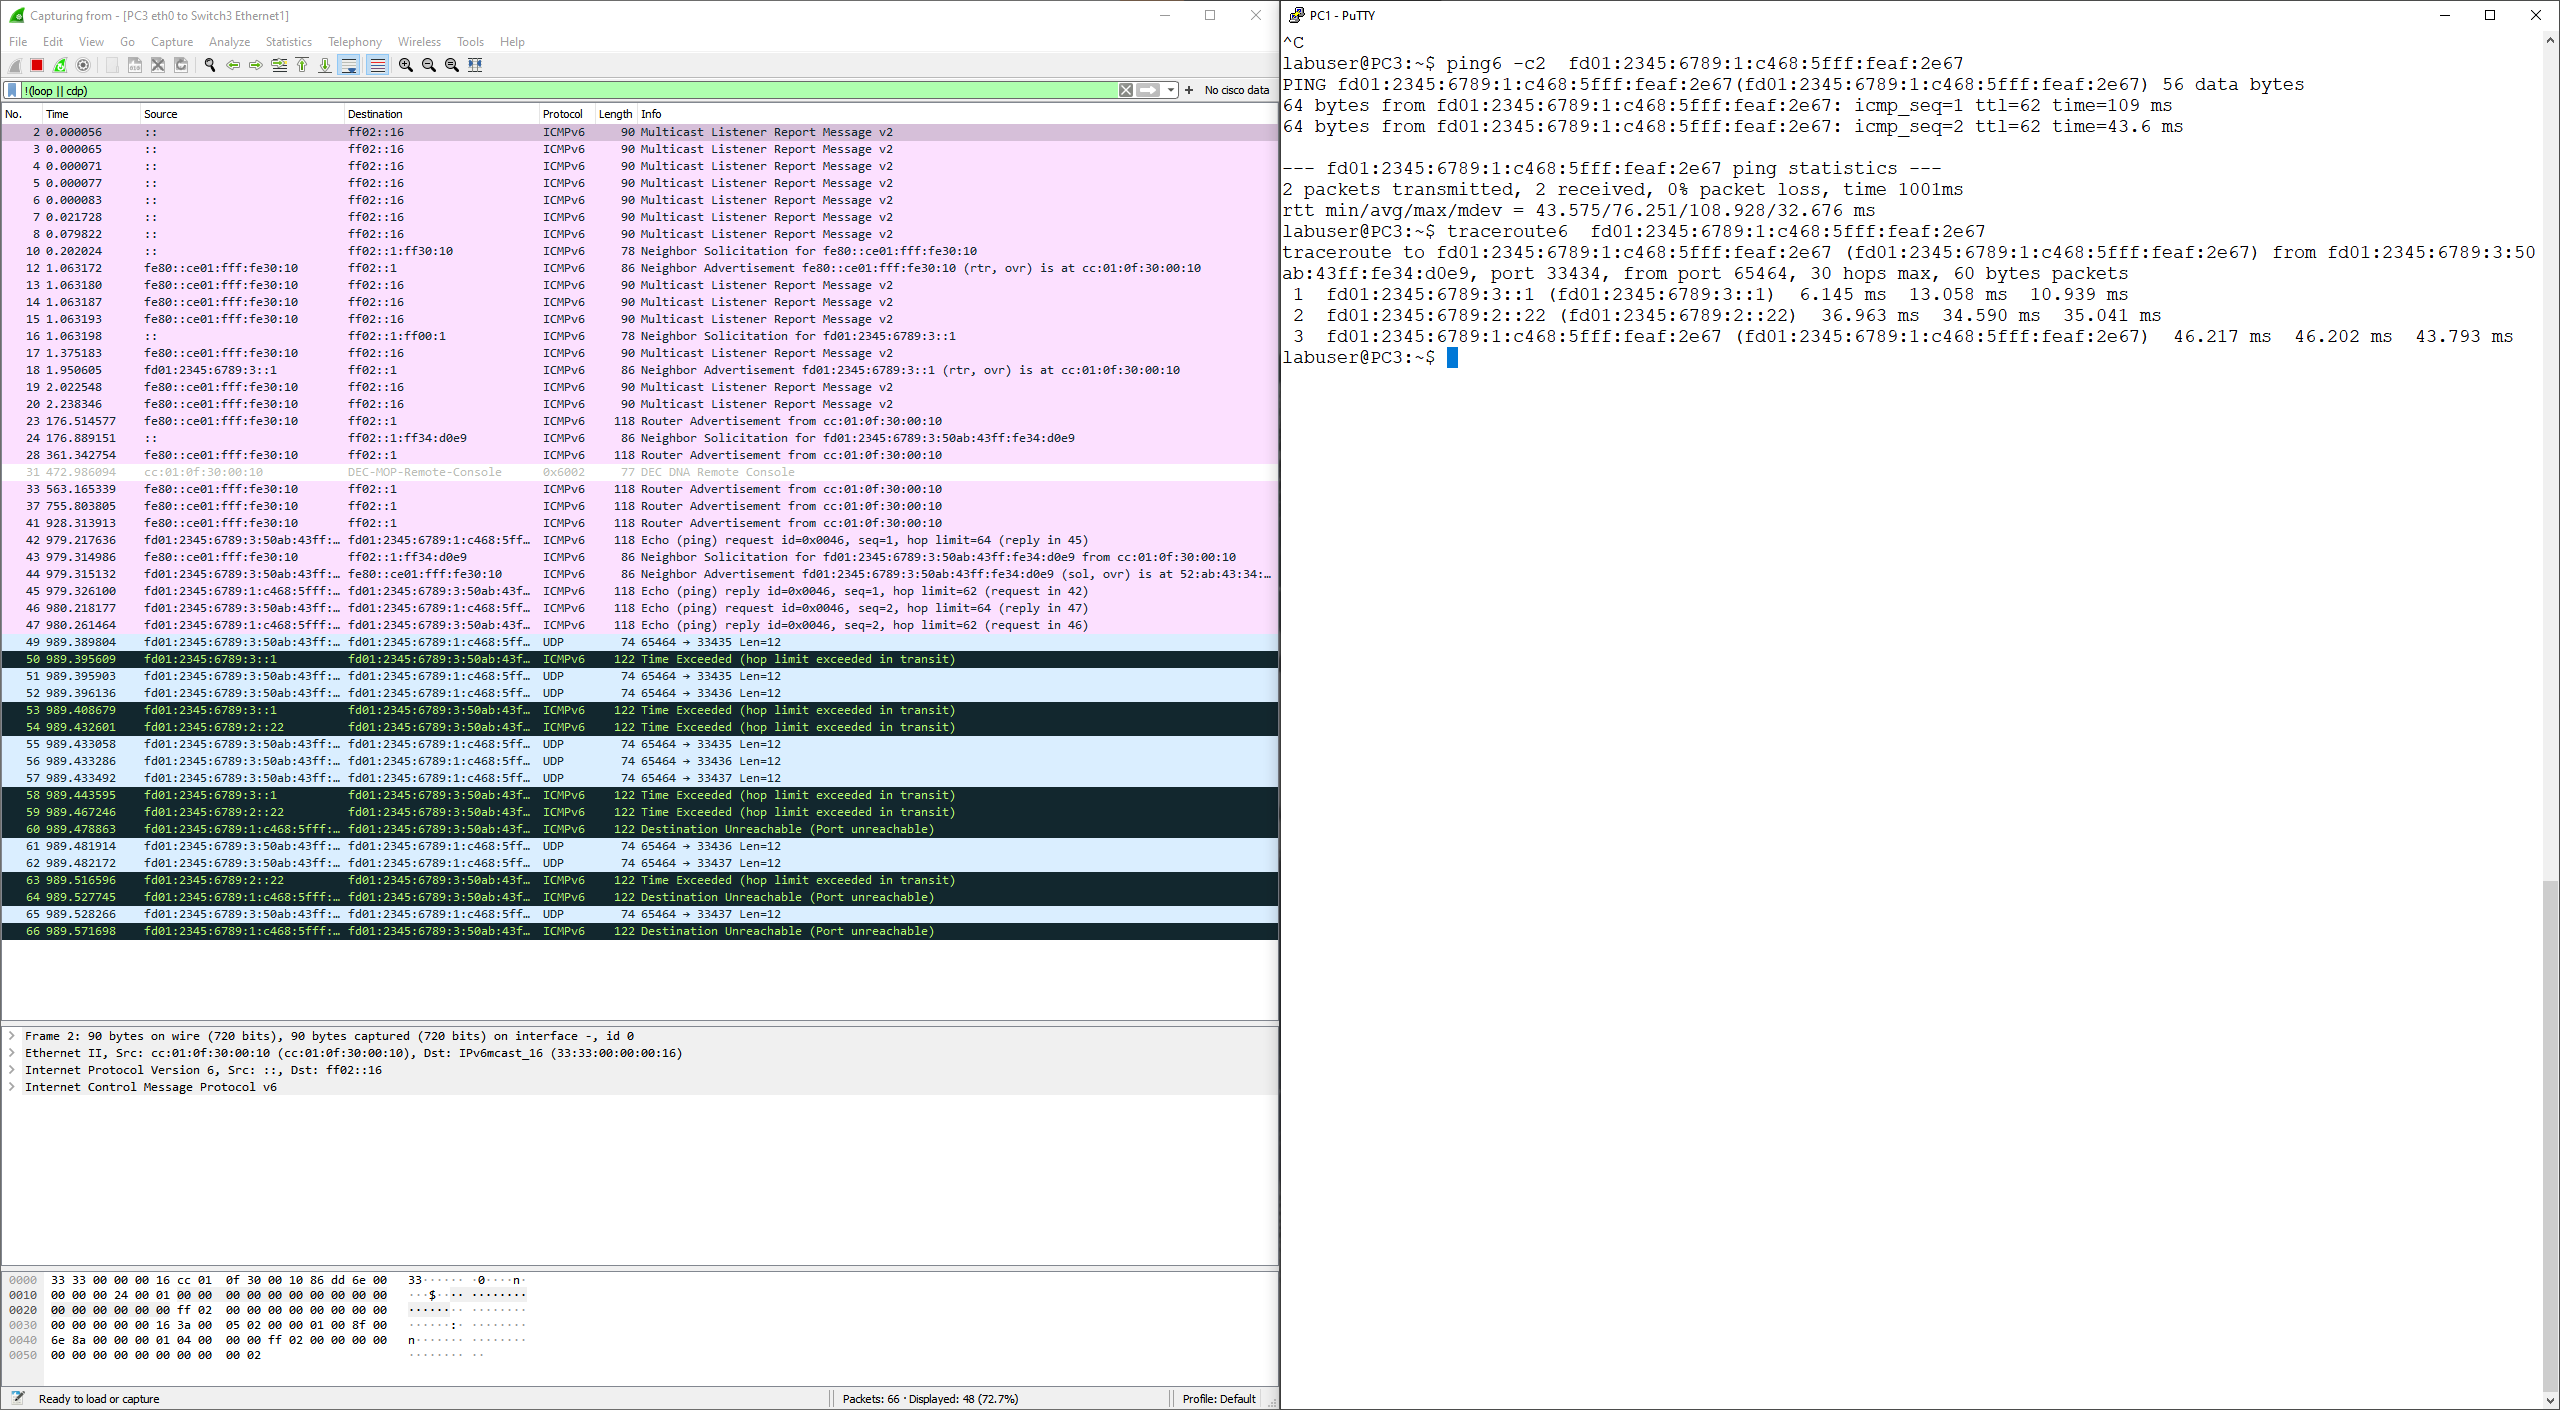 Capturing from - [PC3 eth0 to Switch3 Ethernet1]
File Edit View Go Capture Analyze Statistics Telephony Wireless Tools Help
!(loop || cdp) No cisco data
No. Time Source Destination Protocol Length Info
2 0.000056 :: ff02::16 ICMPv6 90 Multicast Listener Report Message v2
3 0.000065 :: ff02::16 ICMPv6 90 Multicast Listener Report Message v2
4 0.000071 :: ff02::16 ICMPv6 90 Multicast Listener Report Message v2
5 0.000077 :: ff02::16 ICMPv6 90 Multicast Listener Report Message v2
6 0.000083 :: ff02::16 ICMPv6 90 Multicast Listener Report Message v2
7 0.021728 :: ff02::16 ICMPv6 90 Multicast Listener Report Message v2
8 0.079822 :: ff02::16 ICMPv6 90 Multicast Listener Report Message v2
10 0.202024 :: ff02::1:ff30:10 ICMPv6 78 Neighbor Solicitation for fe80::ce01:fff:fe30:10
12 1.063172 fe80::ce01:fff:fe30:10 ff02::1 ICMPv6 86 Neighbor Advertisement fe80::ce01:fff:fe30:10 (rtr, ovr) is at cc:01:0f:30:00:10
13 1.063180 fe80::ce01:fff:fe30:10 ff02::16 ICMPv6 90 Multicast Listener Report Message v2
14 1.063187 fe80::ce01:fff:fe30:10 ff02::16 ICMPv6 90 Multicast Listener Report Message v2
15 1.063193 fe80::ce01:fff:fe30:10 ff02::16 ICMPv6 90 Multicast Listener Report Message v2
16 1.063198 :: ff02::1:ff00:1 ICMPv6 78 Neighbor Solicitation for fd01:2345:6789:3::1
17 1.375183 fe80::ce01:fff:fe30:10 ff02::16 ICMPv6 90 Multicast Listener Report Message v2
18 1.950605 fd01:2345:6789:3::1 ff02::1 ICMPv6 86 Neighbor Advertisement fd01:2345:6789:3::1 (rtr, ovr) is at cc:01:0f:30:00:10
19 2.022548 fe80::ce01:fff:fe30:10 ff02::16 ICMPv6 90 Multicast Listener Report Message v2
20 2.238346 fe80::ce01:fff:fe30:10 ff02::16 ICMPv6 90 Multicast Listener Report Message v2
23 176.514577 fe80::ce01:fff:fe30:10 ff02::1 ICMPv6 118 Router Advertisement from cc:01:0f:30:00:10
24 176.889151 :: ff02::1:ff34:d0e9 ICMPv6 86 Neighbor Solicitation for fd01:2345:6789:3:50ab:43ff:fe34:d0e9
28 361.342754 fe80::ce01:fff:fe30:10 ff02::1 ICMPv6 118 Router Advertisement from cc:01:0f:30:00:10
31 472.986094 cc:01:0f:30:00:10 DEC-MOP-Remote-Console 0x6002 77 DEC DNA Remote Console
33 563.165339 fe80::ce01:fff:fe30:10 ff02::1 ICMPv6 118 Router Advertisement from cc:01:0f:30:00:10
37 755.803805 fe80::ce01:fff:fe30:10 ff02::1 ICMPv6 118 Router Advertisement from cc:01:0f:30:00:10
41 928.313913 fe80::ce01:fff:fe30:10 ff02::1 ICMPv6 118 Router Advertisement from cc:01:0f:30:00:10
42 979.217636 fd01:2345:6789:3:50ab:43ff:… fd01:2345:6789:1:c468:5ff… ICMPv6 118 Echo (ping) request id=0x0046, seq=1, hop limit=64 (reply in 45)
43 979.314986 fe80::ce01:fff:fe30:10 ff02::1:ff34:d0e9 ICMPv6 86 Neighbor Solicitation for fd01:2345:6789:3:50ab:43ff:fe34:d0e9 from cc:01:0f:30:00:10
44 979.315132 fd01:2345:6789:3:50ab:43ff:… fe80::ce01:fff:fe30:10 ICMPv6 86 Neighbor Advertisement fd01:2345:6789:3:50ab:43ff:fe34:d0e9 (sol, ovr) is at 52:ab:43:34:…
45 979.326100 fd01:2345:6789:1:c468:5fff:… fd01:2345:6789:3:50ab:43f… ICMPv6 118 Echo (ping) reply id=0x0046, seq=1, hop limit=62 (request in 42)
46 980.218177 fd01:2345:6789:3:50ab:43ff:… fd01:2345:6789:1:c468:5ff… ICMPv6 118 Echo (ping) request id=0x0046, seq=2, hop limit=64 (reply in 47)
47 980.261464 fd01:2345:6789:1:c468:5fff:… fd01:2345:6789:3:50ab:43f… ICMPv6 118 Echo (ping) reply id=0x0046, seq=2, hop limit=62 (request in 46)
49 989.389804 fd01:2345:6789:3:50ab:43ff:… fd01:2345:6789:1:c468:5ff… UDP 74 65464 → 33435 Len=12
50 989.395609 fd01:2345:6789:3::1 fd01:2345:6789:3:50ab:43f… ICMPv6 122 Time Exceeded (hop limit exceeded in transit)
51 989.395903 fd01:2345:6789:3:50ab:43ff:… fd01:2345:6789:1:c468:5ff… UDP 74 65464 → 33435 Len=12
52 989.396136 fd01:2345:6789:3:50ab:43ff:… fd01:2345:6789:1:c468:5ff… UDP 74 65464 → 33436 Len=12
53 989.408679 fd01:2345:6789:3::1 fd01:2345:6789:3:50ab:43f… ICMPv6 122 Time Exceeded (hop limit exceeded in transit)
54 989.432601 fd01:2345:6789:2::22 fd01:2345:6789:3:50ab:43f… ICMPv6 122 Time Exceeded (hop limit exceeded in transit)
55 989.433058 fd01:2345:6789:3:50ab:43ff:… fd01:2345:6789:1:c468:5ff… UDP 74 65464 → 33435 Len=12
56 989.433286 fd01:2345:6789:3:50ab:43ff:… fd01:2345:6789:1:c468:5ff… UDP 74 65464 → 33436 Len=12
57 989.433492 fd01:2345:6789:3:50ab:43ff:… fd01:2345:6789:1:c468:5ff… UDP 74 65464 → 33437 Len=12
58 989.443595 fd01:2345:6789:3::1 fd01:2345:6789:3:50ab:43f… ICMPv6 122 Time Exceeded (hop limit exceeded in transit)
59 989.467246 fd01:2345:6789:2::22 fd01:2345:6789:3:50ab:43f… ICMPv6 122 Time Exceeded (hop limit exceeded in transit)
60 989.478863 fd01:2345:6789:1:c468:5fff:… fd01:2345:6789:3:50ab:43f… ICMPv6 122 Destination Unreachable (Port unreachable)
61 989.481914 fd01:2345:6789:3:50ab:43ff:… fd01:2345:6789:1:c468:5ff… UDP 74 65464 → 33436 Len=12
62 989.482172 fd01:2345:6789:3:50ab:43ff:… fd01:2345:6789:1:c468:5ff… UDP 74 65464 → 33437 Len=12
63 989.516596 fd01:2345:6789:2::22 fd01:2345:6789:3:50ab:43f… ICMPv6 122 Time Exceeded (hop limit exceeded in transit)
64 989.527745 fd01:2345:6789:1:c468:5fff:… fd01:2345:6789:3:50ab:43f… ICMPv6 122 Destination Unreachable (Port unreachable)
65 989.528266 fd01:2345:6789:3:50ab:43ff:… fd01:2345:6789:1:c468:5ff… UDP 74 65464 → 33437 Len=12
66 989.571698 fd01:2345:6789:1:c468:5fff:… fd01:2345:6789:3:50ab:43f… ICMPv6 122 Destination Unreachable (Port unreachable)
Frame 2: 90 bytes on wire (720 bits), 90 bytes captured (720 bits) on interface -, id 0
Ethernet II, Src: cc:01:0f:30:00:10 (cc:01:0f:30:00:10), Dst: IPv6mcast_16 (33:33:00:00:00:16)
Internet Protocol Version 6, Src: ::, Dst: ff02::16
Internet Control Message Protocol v6
0000 33 33 00 00 00 16 cc 01 0f 30 00 10 86 dd 6e 00 33······ ·0····n·
0010 00 00 00 24 00 01 00 00 00 00 00 00 00 00 00 00 ···$···· ········
0020 00 00 00 00 00 00 ff 02 00 00 00 00 00 00 00 00 ········ ········
0030 00 00 00 00 00 16 3a 00 05 02 00 00 01 00 8f 00 ······:· ········
0040 6e 8a 00 00 00 01 04 00 00 00 ff 02 00 00 00 00 n······· ········
0050 00 00 00 00 00 00 00 00 00 02 ········ ··
Ready to load or capture Packets: 66 · Displayed: 48 (72.7%) Profile: Default
PC1 - PuTTY
^C
labuser@PC3:~$ ping6 -c2  fd01:2345:6789:1:c468:5fff:feaf:2e67
PING fd01:2345:6789:1:c468:5fff:feaf:2e67(fd01:2345:6789:1:c468:5fff:feaf:2e67) 56 data bytes
64 bytes from fd01:2345:6789:1:c468:5fff:feaf:2e67: icmp_seq=1 ttl=62 time=109 ms
64 bytes from fd01:2345:6789:1:c468:5fff:feaf:2e67: icmp_seq=2 ttl=62 time=43.6 ms
--- fd01:2345:6789:1:c468:5fff:feaf:2e67 ping statistics ---
2 packets transmitted, 2 received, 0% packet loss, time 1001ms
rtt min/avg/max/mdev = 43.575/76.251/108.928/32.676 ms
labuser@PC3:~$ traceroute6  fd01:2345:6789:1:c468:5fff:feaf:2e67
traceroute to fd01:2345:6789:1:c468:5fff:feaf:2e67 (fd01:2345:6789:1:c468:5fff:feaf:2e67) from fd01:2345:6789:3:50
ab:43ff:fe34:d0e9, port 33434, from port 65464, 30 hops max, 60 bytes packets
1  fd01:2345:6789:3::1 (fd01:2345:6789:3::1)  6.145 ms  13.058 ms  10.939 ms
2  fd01:2345:6789:2::22 (fd01:2345:6789:2::22)  36.963 ms  34.590 ms  35.041 ms
3  fd01:2345:6789:1:c468:5fff:feaf:2e67 (fd01:2345:6789:1:c468:5fff:feaf:2e67)  46.217 ms  46.202 ms  43.793 ms
labuser@PC3:~$